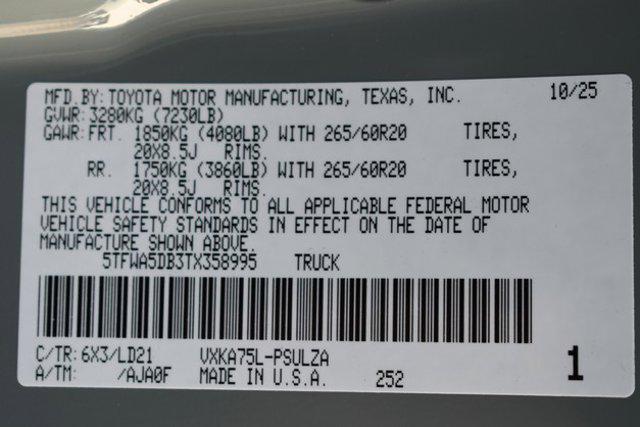 MFD. BY: TOYOTA MOTOR MANUFACTURING, TEXAS, INC. 10/25
GVWR: 3280KG (7230LB)
GAWR: FRT. 1850KG (4080LB) WITH 265/60R20 TIRES,
20X8.5J RIMS.
RR. 1750KG (3860LB) WITH 265/60R20 TIRES,
20X8.5J RIMS.
THIS VEHICLE CONFORMS TO ALL APPLICABLE FEDERAL MOTOR
VEHICLE SAFETY STANDARDS IN EFFECT ON THE DATE OF
MANUFACTURE SHOWN ABOVE.
5TFWA5DB3TX358995 TRUCK
C/TR: 6X3/LD21 VXKA75L-PSULZA
A/TM: /AJA0F MADE IN U.S.A. 252 1